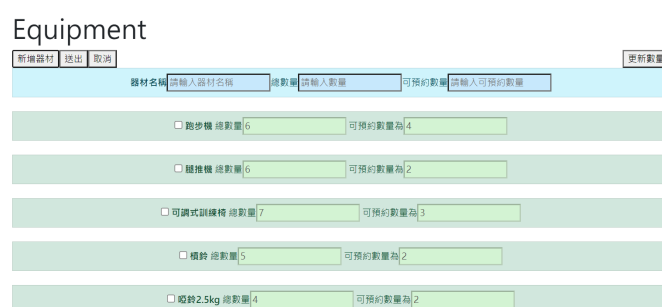 Equipment
新增器材 送出 取消 更新數量
器材名稱 請輸入器材名稱 總數量 請輸入數量 可預約數量 請輸入可預約數量
跑步機 總數量 6 可預約數量為 4
腿推機 總數量 6 可預約數量為 2
可調式訓練椅 總數量 7 可預約數量為 3
槓鈴 總數量 5 可預約數量為 2
啞鈴2.5kg 總數量 4 可預約數量為 2